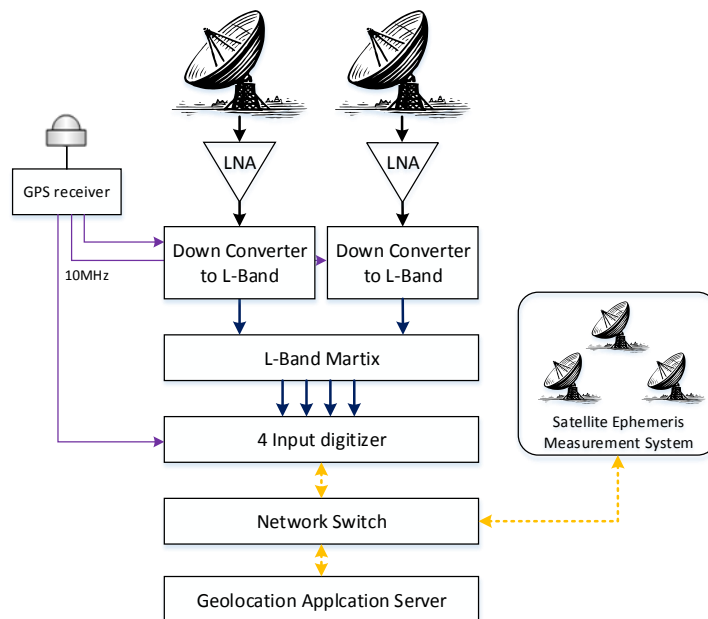 LNA
LNA
GPS receiver
10MHz
Down Converter
to L-Band
Down Converter
to L-Band
L-Band Martix
4 Input digitizer
Satellite Ephemeris
Measurement System
Network Switch
Geolocation Applcation Server